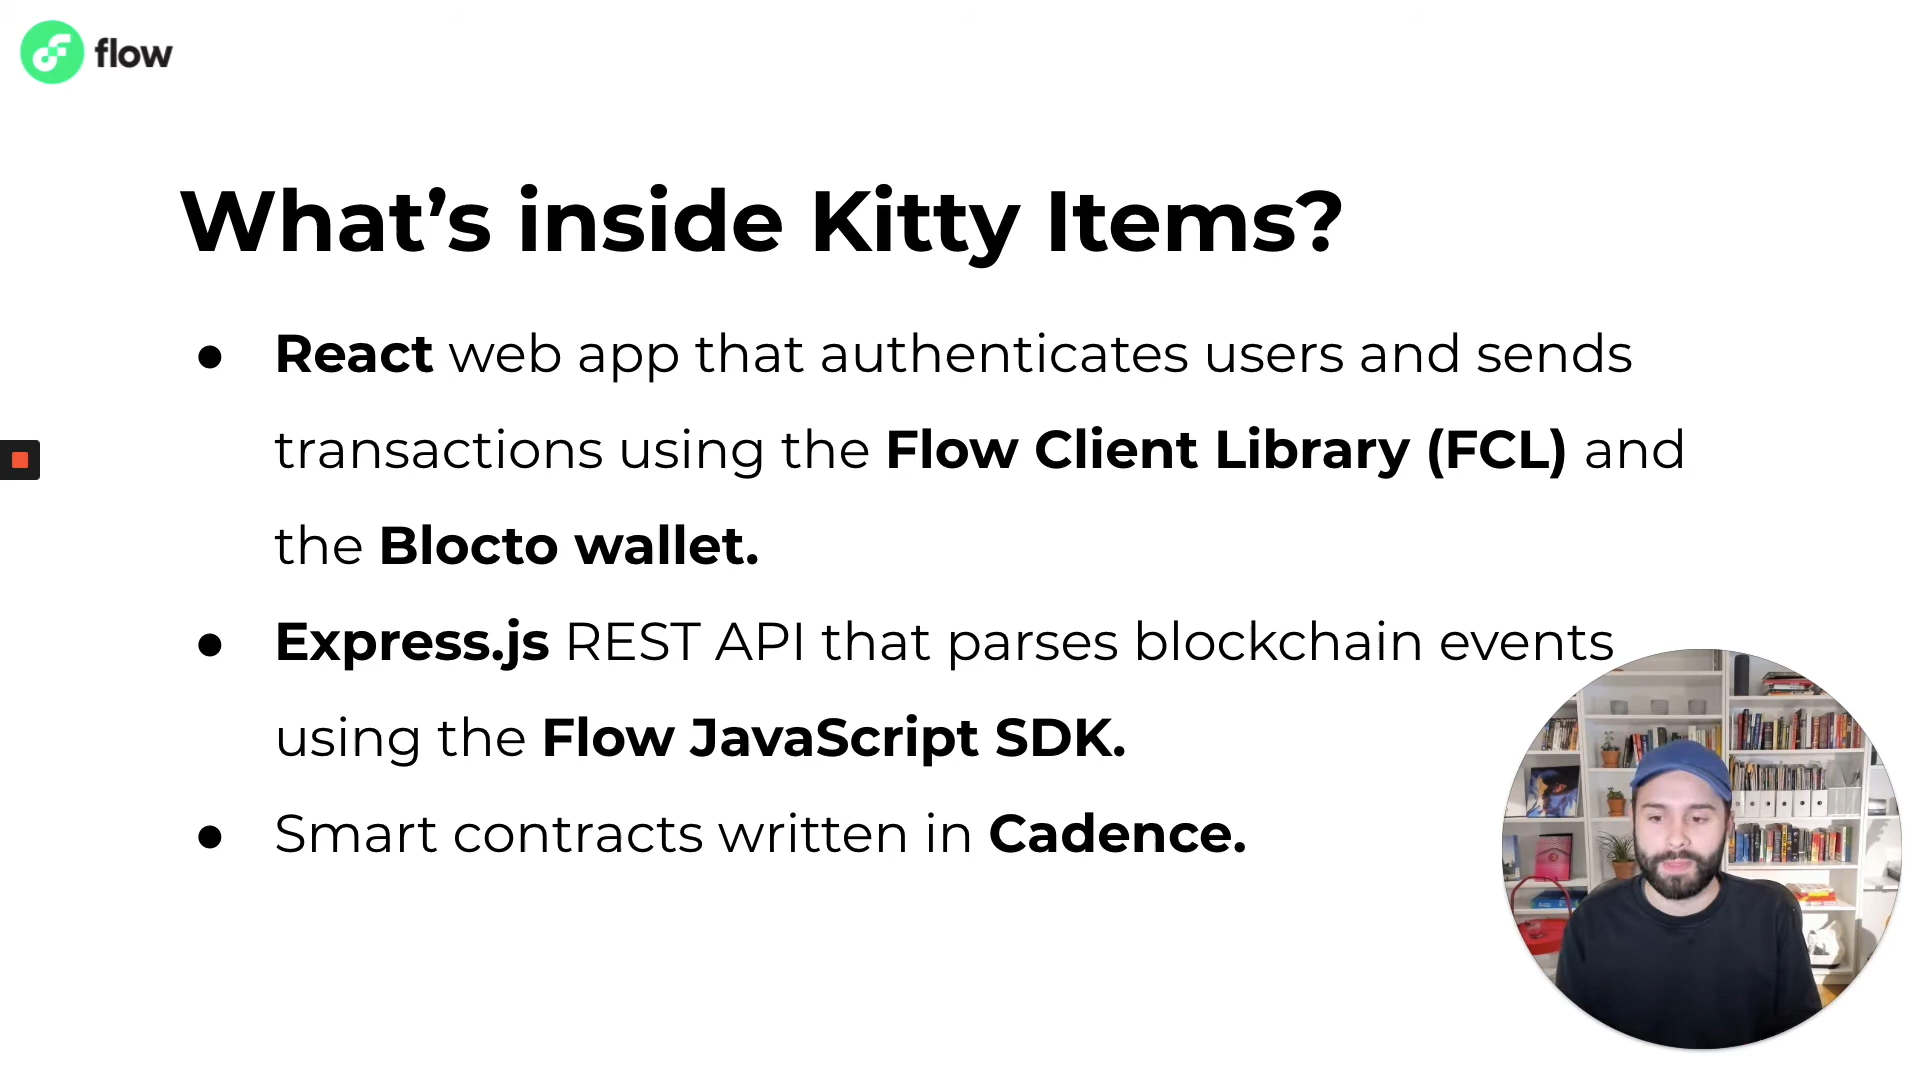 flow
What’s inside Kitty Items?
● React web app that authenticates users and sends
transactions using the Flow Client Library (FCL) and
the Blocto wallet.
● Express.js REST API that parses blockchain events
using the Flow JavaScript SDK.
● Smart contracts written in Cadence.